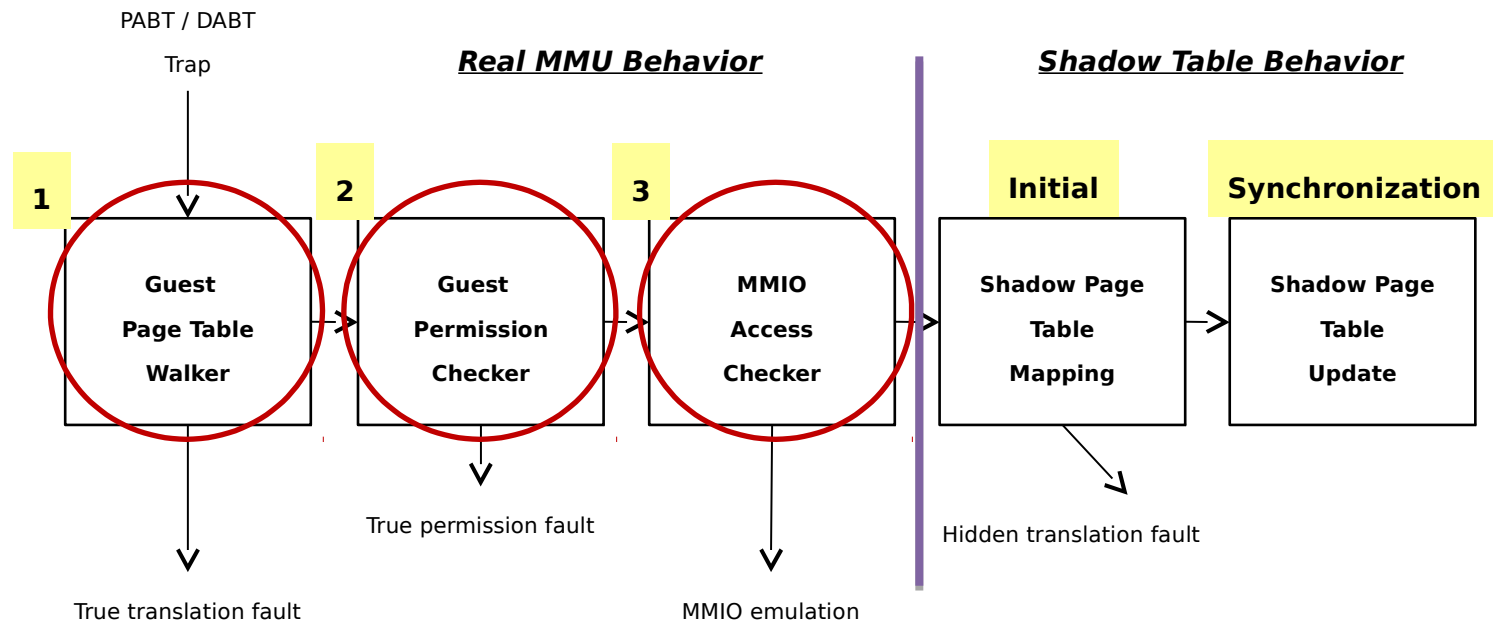 PABT / DABT
Trap
Real MMU Behavior
Shadow Table Behavior
1
2
3
Initial
Synchronization
Guest
Page Table
Walker
Guest
Permission
Checker
MMIO
Access
Checker
Shadow Page
Table
Mapping
Shadow Page
Table
Update
True permission fault
Hidden translation fault
True translation fault
MMIO emulation